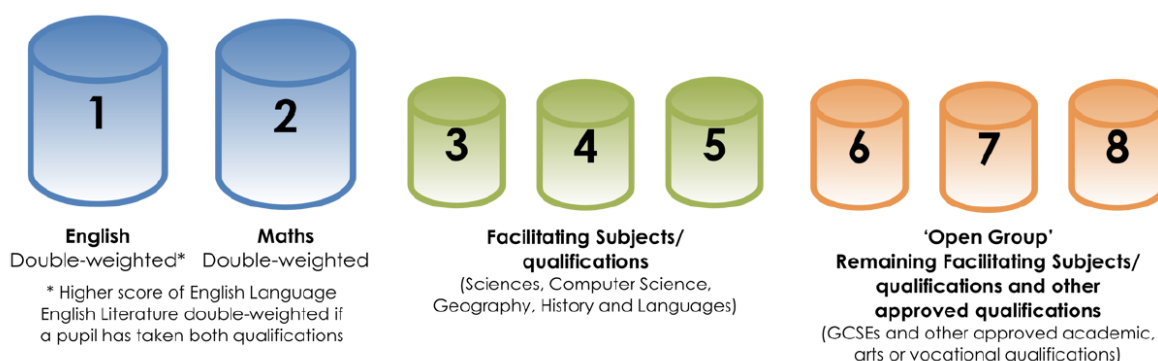 1
2
3
4
5
6
7
8
English
Double-weighted*
Maths
Double-weighted
* Higher score of English Language
English Literature double-weighted if
a pupil has taken both qualifications
Facilitating Subjects/
qualifications
(Sciences, Computer Science,
Geography, History and Languages)
‘Open Group’
Remaining Facilitating Subjects/
qualifications and other
approved qualifications
(GCSEs and other approved academic,
arts or vocational qualifications)